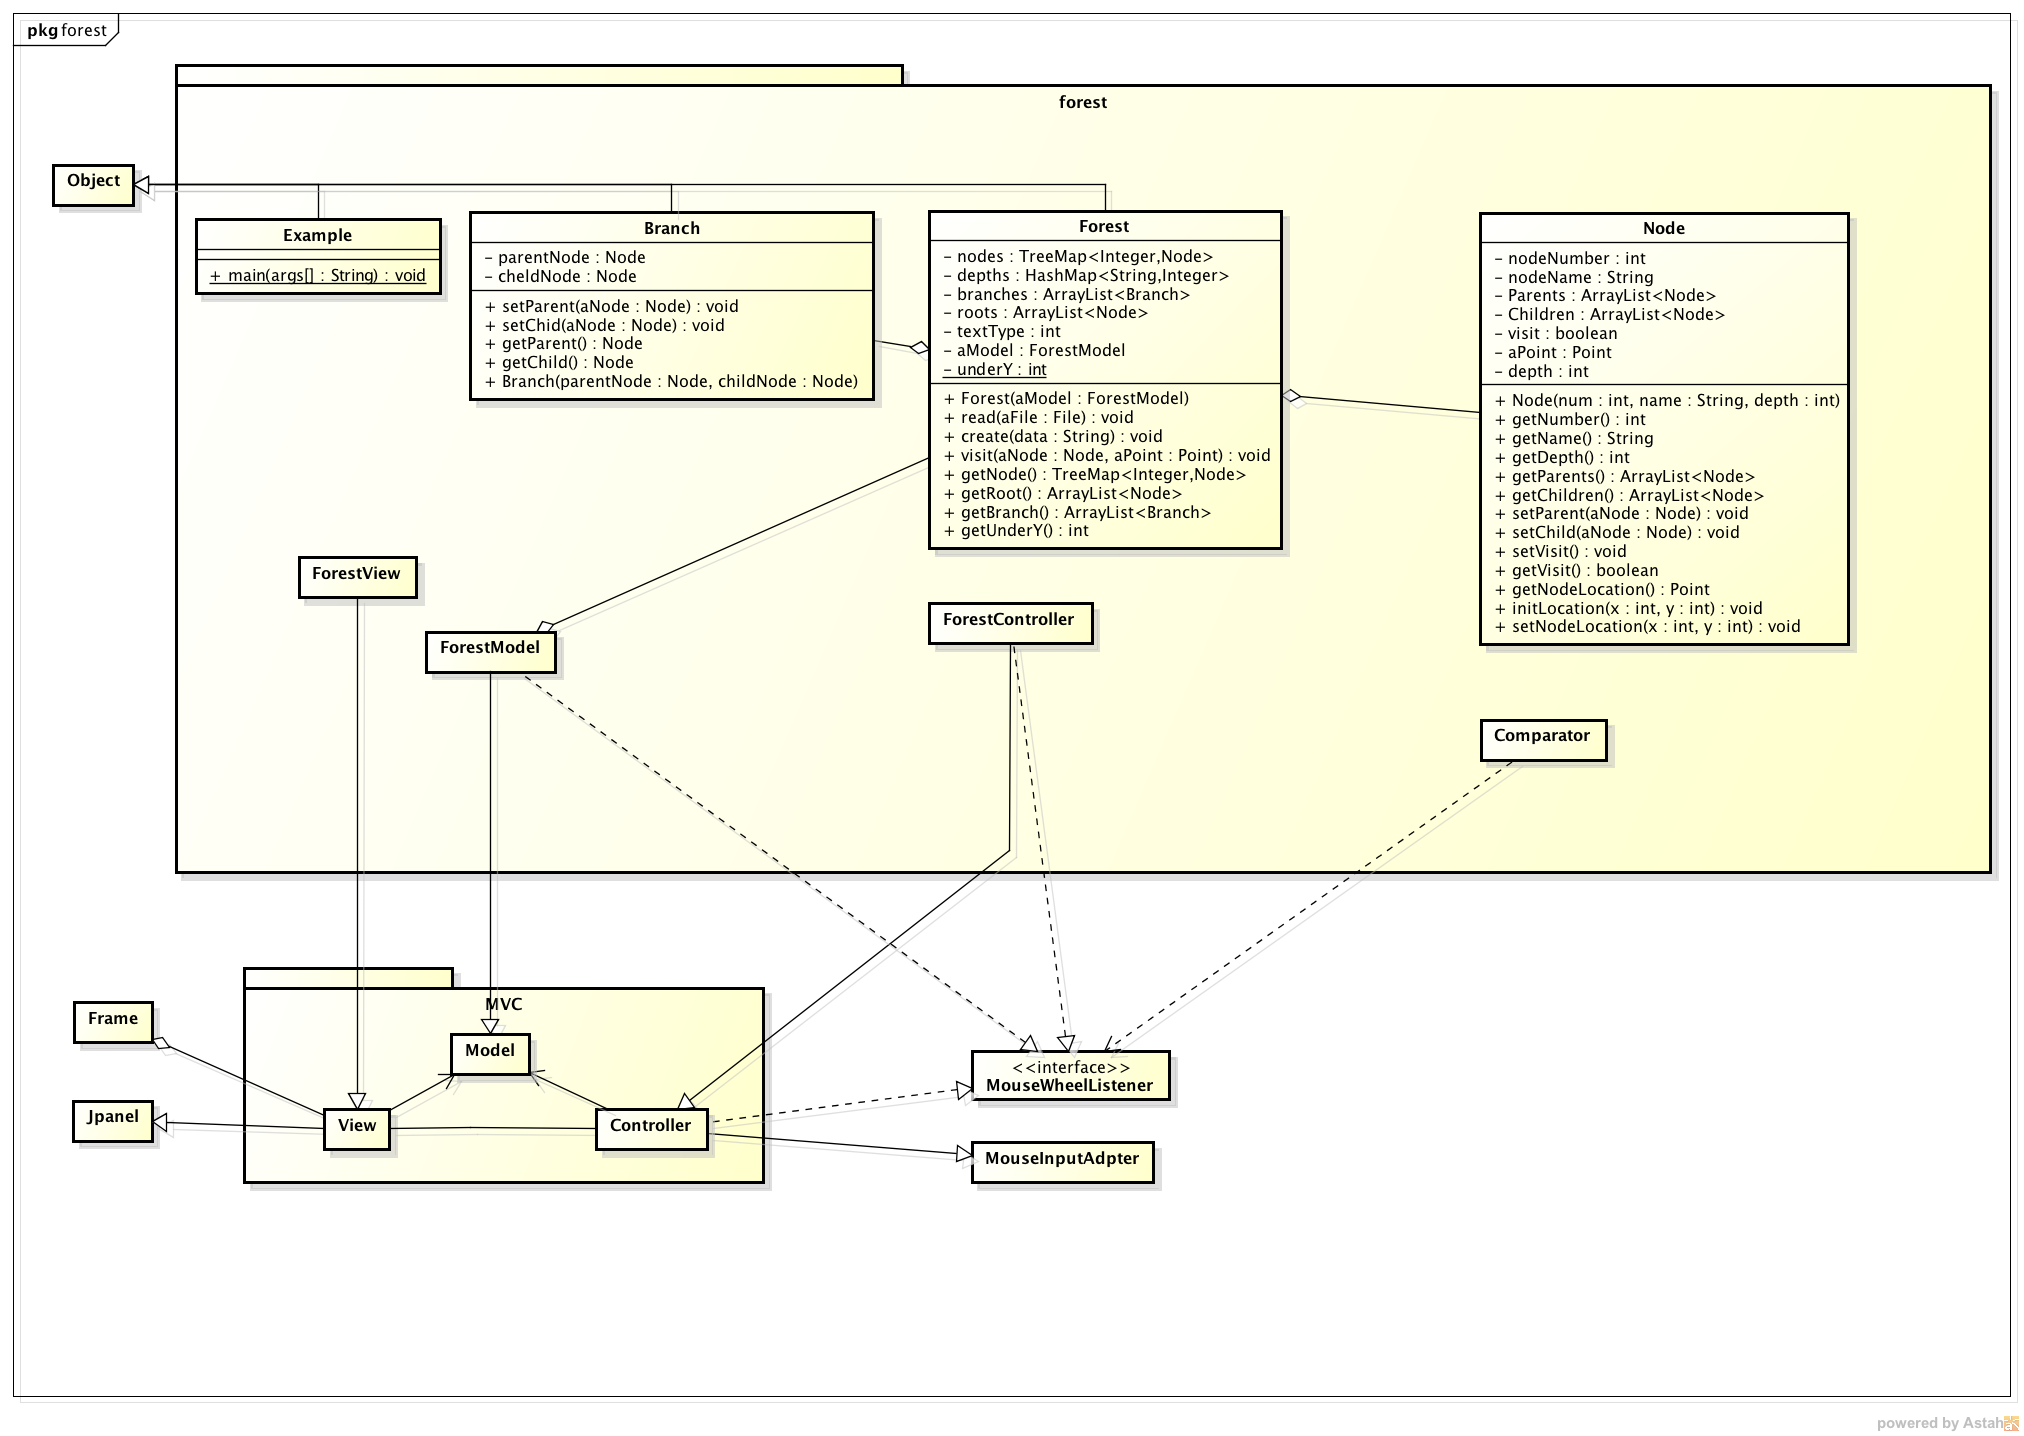 pkg forest
forest
Object
Example
+ main(args[] : String) : void
Branch
- parentNode : Node
- cheldNode : Node
+ setParent(aNode : Node) : void
+ setChid(aNode : Node) : void
+ getParent() : Node
+ getChild() : Node
+ Branch(parentNode : Node, childNode : Node)
Forest
- nodes : TreeMap<Integer,Node>
- depths : HashMap<String,Integer>
- branches : ArrayList<Branch>
- roots : ArrayList<Node>
- textType : int
- aModel : ForestModel
- underY : int
+ Forest(aModel : ForestModel)
+ read(aFile : File) : void
+ create(data : String) : void
+ visit(aNode : Node, aPoint : Point) : void
+ getNode() : TreeMap<Integer,Node>
+ getRoot() : ArrayList<Node>
+ getBranch() : ArrayList<Branch>
+ getUnderY() : int
Node
- nodeNumber : int
- nodeName : String
- Parents : ArrayList<Node>
- Children : ArrayList<Node>
- visit : boolean
- aPoint : Point
- depth : int
+ Node(num : int, name : String, depth : int)
+ getNumber() : int
+ getName() : String
+ getDepth() : int
+ getParents() : ArrayList<Node>
+ getChildren() : ArrayList<Node>
+ setParent(aNode : Node) : void
+ setChild(aNode : Node) : void
+ setVisit() : void
+ getVisit() : boolean
+ getNodeLocation() : Point
+ initLocation(x : int, y : int) : void
+ setNodeLocation(x : int, y : int) : void
ForestView
ForestModel
ForestController
Comparator
MVC
Frame
Model
Jpanel
View
Controller
<<interface>>
MouseWheelListener
MouseInputAdpter
powered by Astah